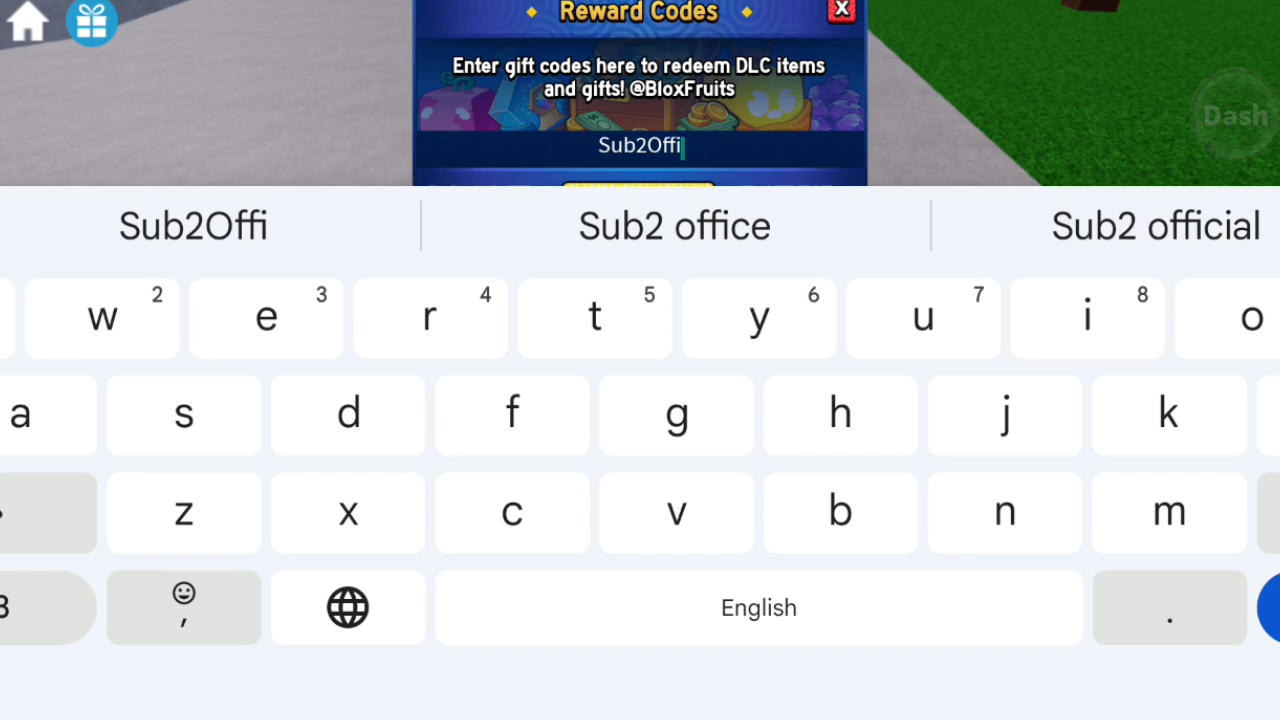 Reward Codes
X
Enter gift codes here to redeem DLC items
and gifts! @BloxFruits
Dash
Sub2Offi
Sub2Offi
Sub2 office
Sub2 official
w 2 e 3 r 4 t 5 y 6 u 7 i 8 o
a s d f g h j k
z x c v b n m
, English .